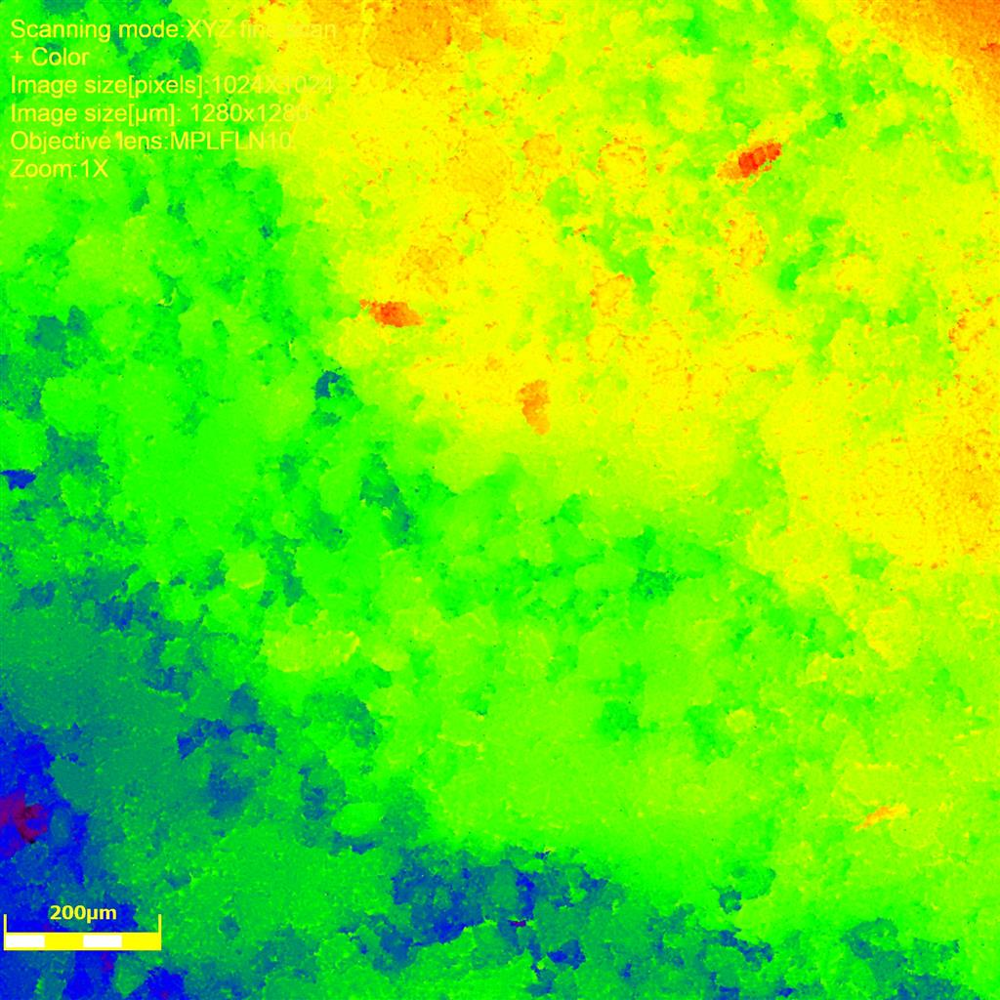 Scanning mode:XYZ fine scan
+ Color
Image size[pixels]:1024X1024
Image size[µm]: 1280x1280
Objective lens:MPLFLN10
Zoom:1X
200µm